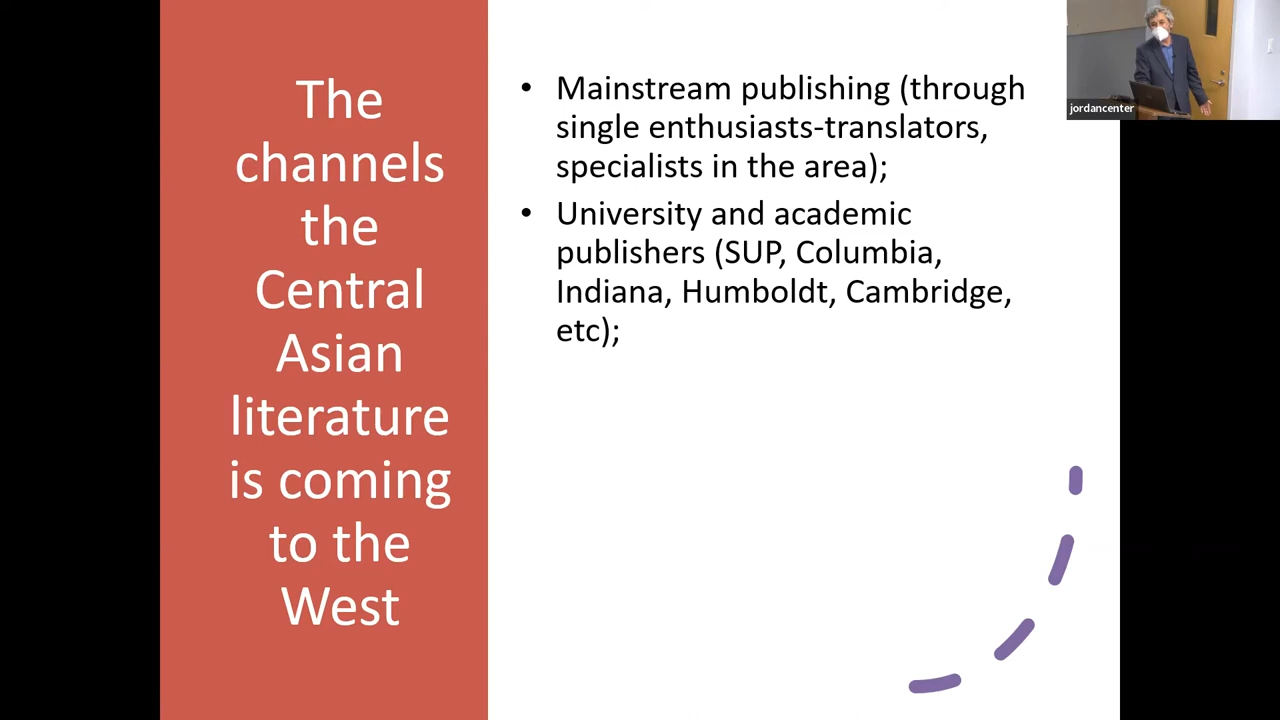 The
channels
the
Central
Asian
literature
is coming
to the
West
• Mainstream publishing (through
single enthusiasts-translators,
specialists in the area);
• University and academic
publishers (SUP, Columbia,
Indiana, Humboldt, Cambridge,
etc);
jordancenter